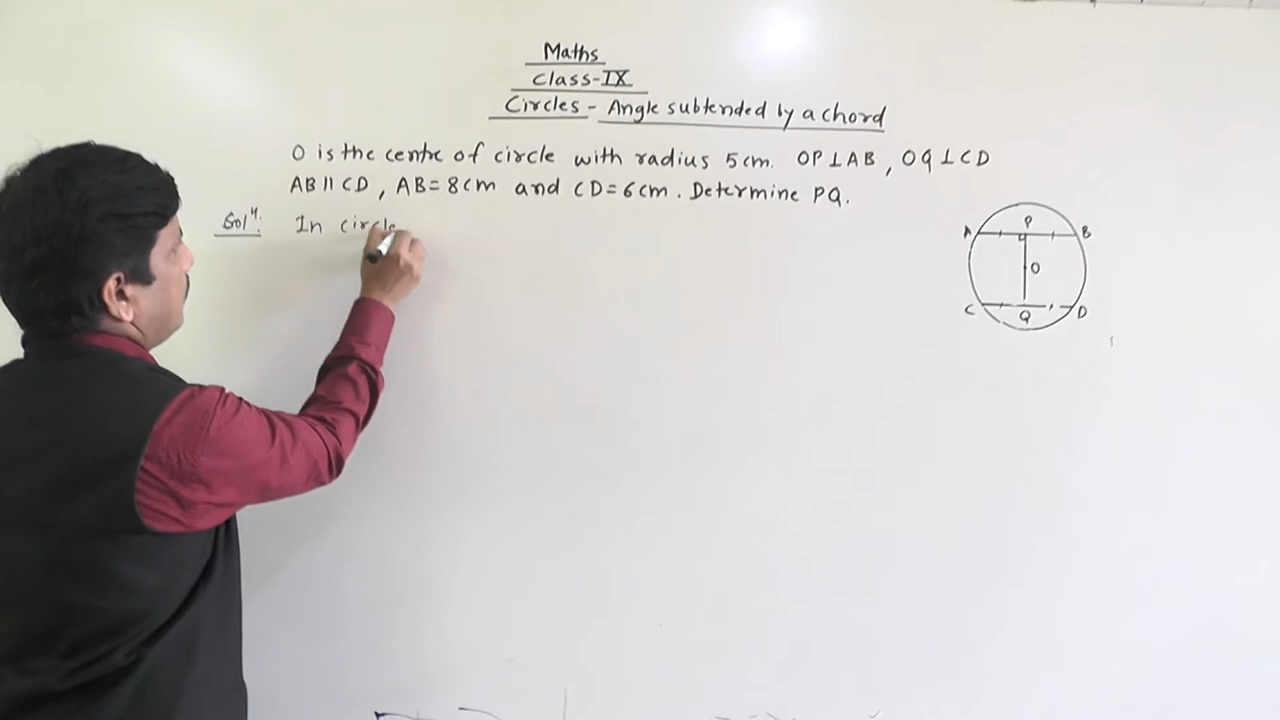 Maths
Class-IX
Circles - Angle subtended by a chord
O is the centre of circle with radius 5cm. OP⊥AB, OQ⊥CD
AB∥CD, AB=8cm and CD=6cm. Determine PQ.
Solⁿ. In circle
P
A B
O
C Q D